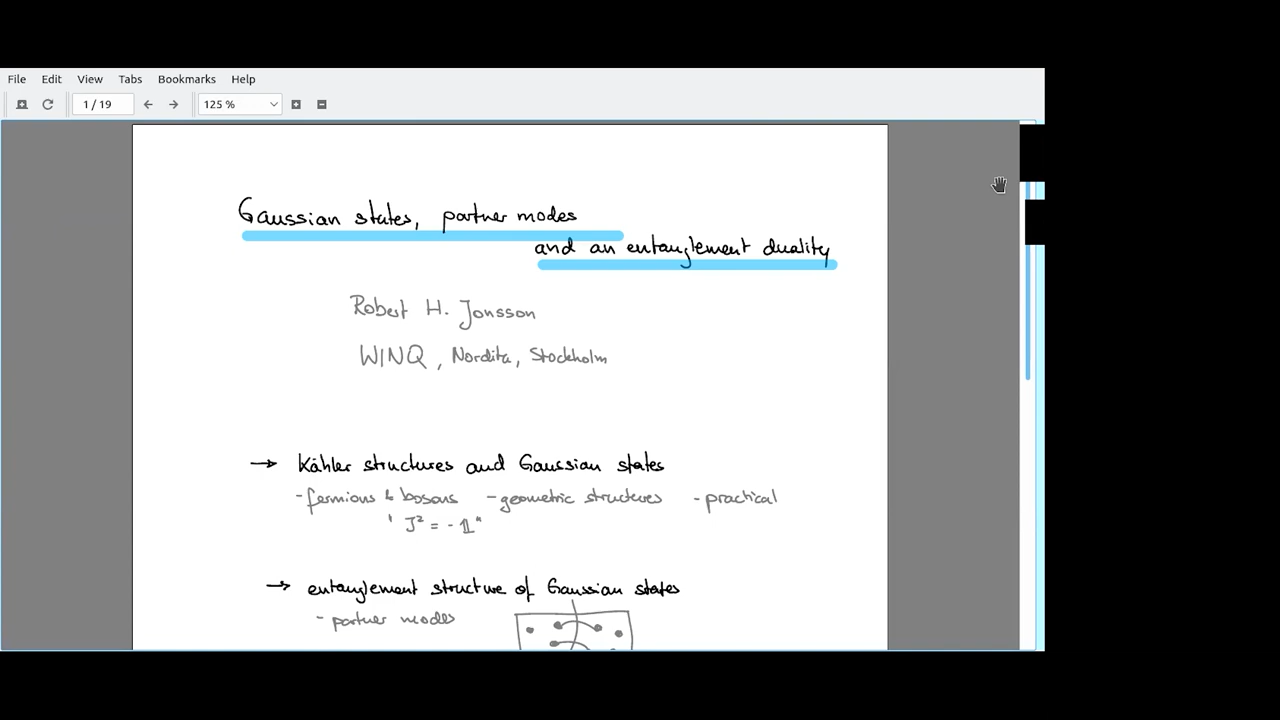 File Edit View Tabs Bookmarks Help
1 / 19 125 %
Gaussian states, partner modes
and an entanglement duality
Robert H. Jonsson
WINQ, Nordita, Stockholm
→ Kähler structures and Gaussian states
- fermions & bosons - geometric structures - practical
" J² = -𝟙 "
→ entanglement structure of Gaussian states
- partner modes